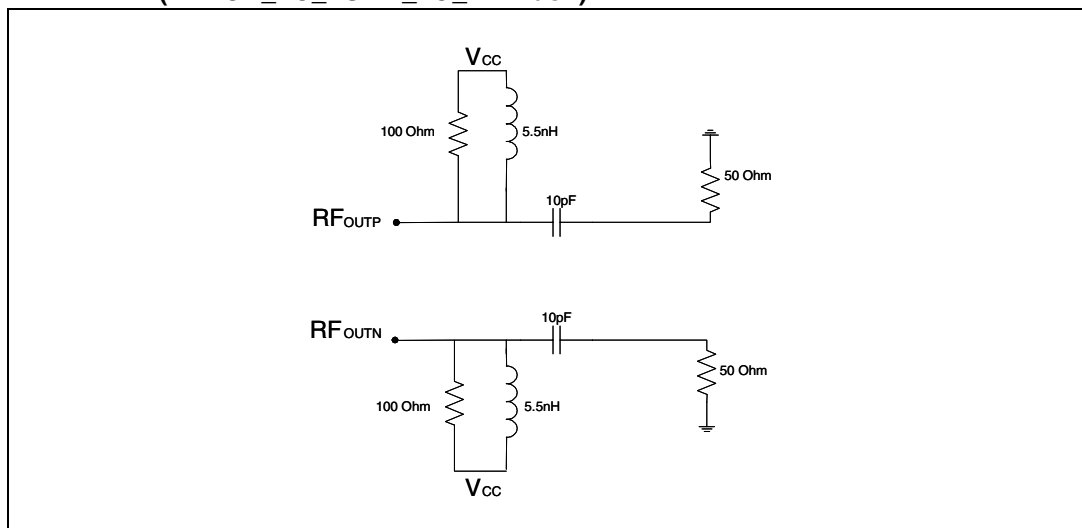 VCC
100 Ohm
5.5nH
50 Ohm
10pF
RFOUTP
10pF
RFOUTN
50 Ohm
100 Ohm
5.5nH
VCC